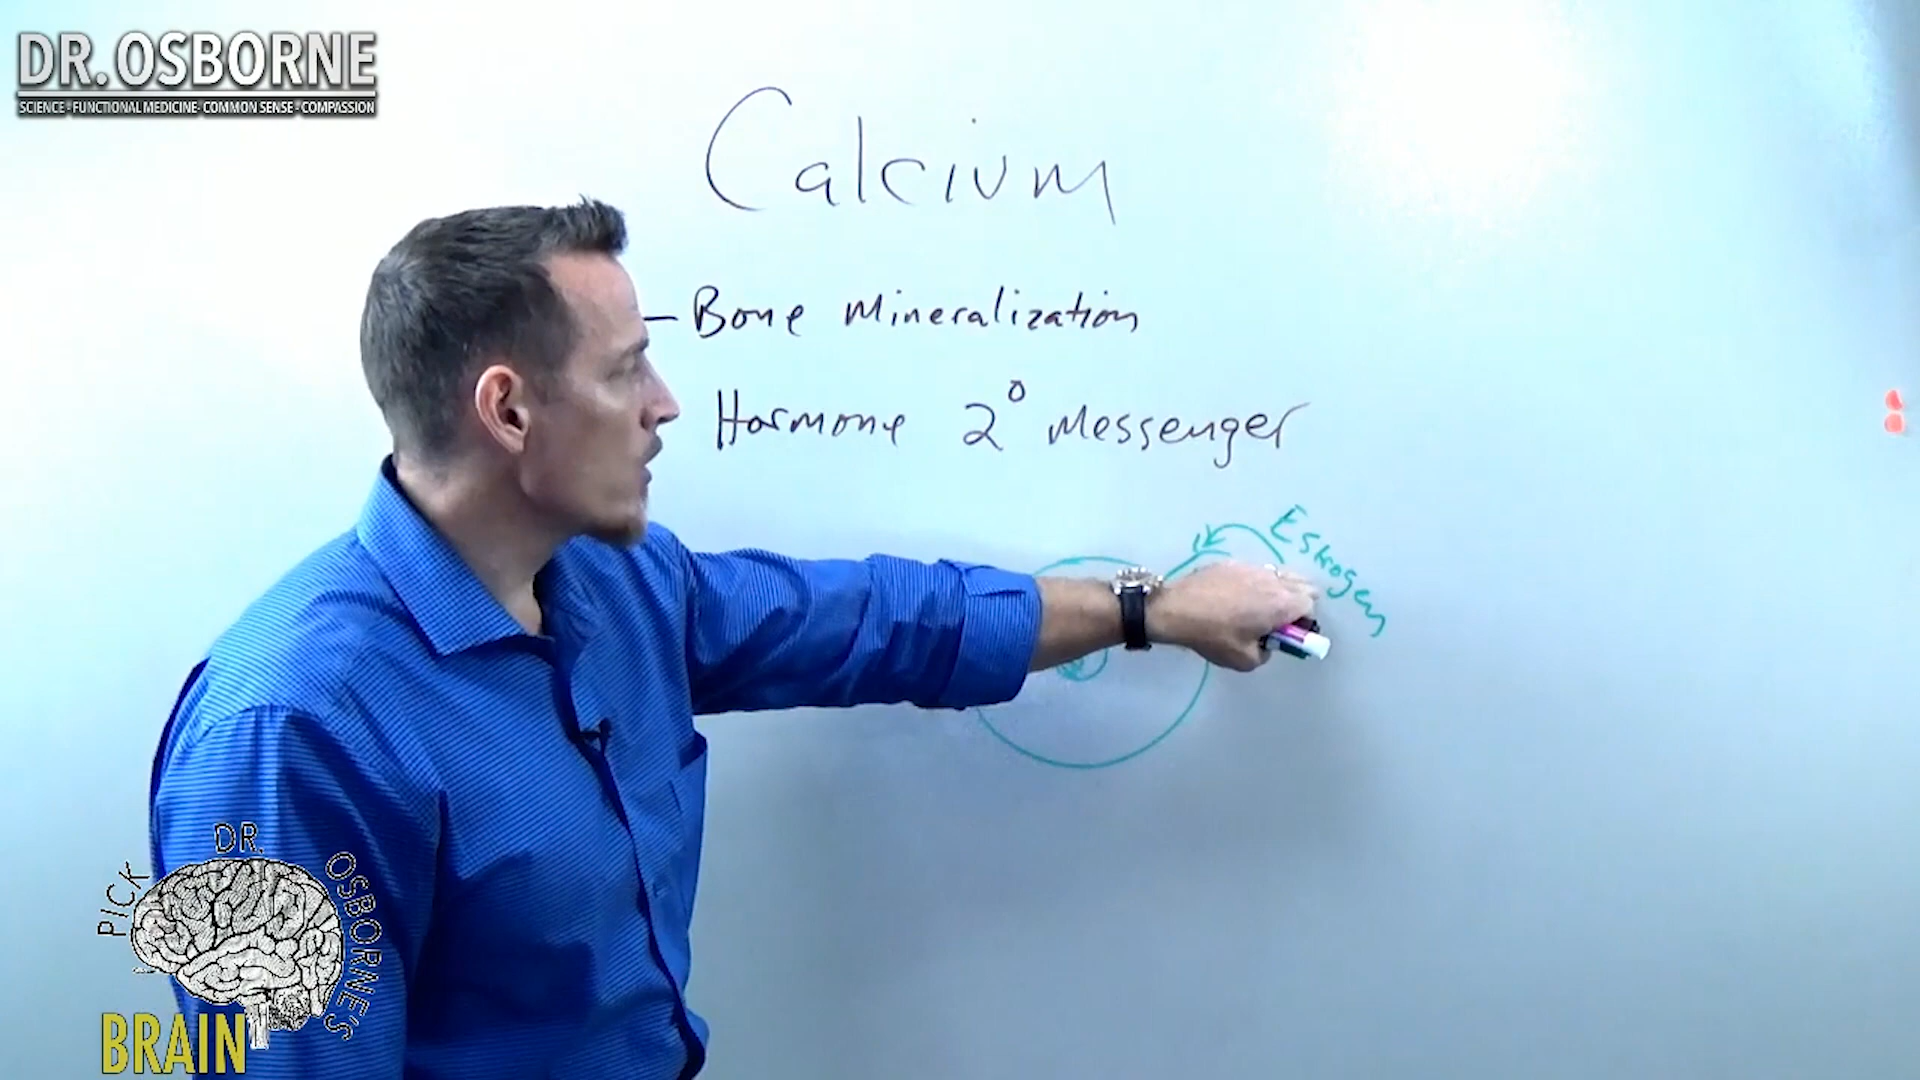 DR. OSBORNE
SCIENCE - FUNCTIONAL MEDICINE - COMMON SENSE - COMPASSION
Calcium
- Bone Mineralization
Hormone 2° Messenger
Estrogen
PICK DR. OSBORNE'S
BRAIN